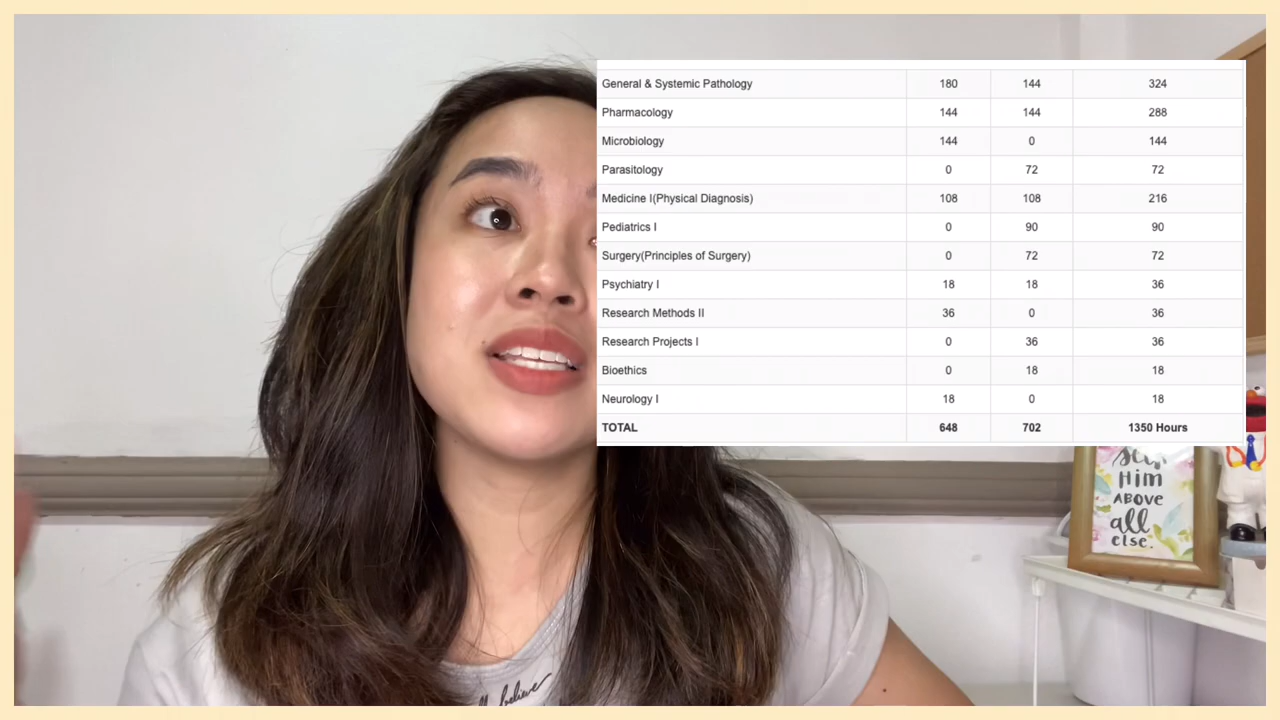 General & Systemic Pathology 180 144 324
Pharmacology 144 144 288
Microbiology 144 0 144
Parasitology 0 72 72
Medicine I(Physical Diagnosis) 108 108 216
Pediatrics I 0 90 90
Surgery(Principles of Surgery) 0 72 72
Psychiatry I 18 18 36
Research Methods II 36 0 36
Research Projects I 0 36 36
Bioethics 0 18 18
Neurology I 18 0 18
TOTAL 648 702 1350 Hours
Him
ABOVE
all
ELSE.
believe